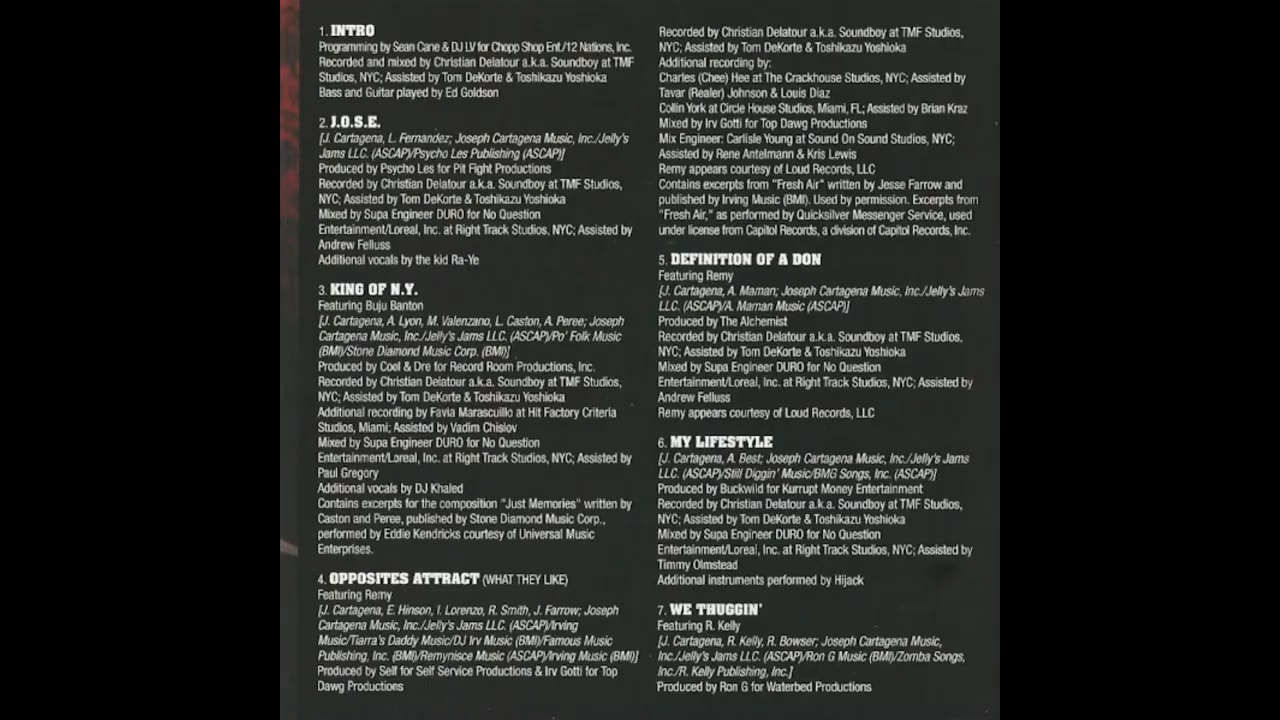 1. INTRO
Programming by Sean Cane & DJ LV for Chopp Shop Ent./12 Nations, Inc.
Recorded and mixed by Christian Delatour a.k.a. Soundboy at TMF
Studios, NYC; Assisted by Tom DeKorte & Toshikazu Yoshioka
Bass and Guitar played by Ed Goldson
2. J.O.S.E.
[J. Cartagena, L. Fernandez; Joseph Cartagena Music, Inc./Jelly's
Jams LLC. (ASCAP)/Psycho Les Publishing (ASCAP)]
Produced by Psycho Les for Pit Fight Productions
Recorded by Christian Delatour a.k.a. Soundboy at TMF Studios,
NYC; Assisted by Tom DeKorte & Toshikazu Yoshioka
Mixed by Supa Engineer DURO for No Question
Entertainment/Loreal, Inc. at Right Track Studios, NYC; Assisted by
Andrew Felluss
Additional vocals by the kid Ra-Ye
3. KING OF N.Y.
Featuring Buju Banton
[J. Cartagena, A. Lyon, M. Valenzano, L. Caston, A. Peree; Joseph
Cartagena Music, Inc./Jelly's Jams LLC. (ASCAP)/Po' Folk Music
(BMI)/Stone Diamond Music Corp. (BMI)]
Produced by Cool & Dre for Record Room Productions, Inc.
Recorded by Christian Delatour a.k.a. Soundboy at TMF Studios,
NYC; Assisted by Tom DeKorte & Toshikazu Yoshioka
Additional recording by Favia Marascuillo at Hit Factory Criteria
Studios, Miami; Assisted by Vadim Chislov
Mixed by Supa Engineer DURO for No Question
Entertainment/Loreal, Inc. at Right Track Studios, NYC; Assisted by
Paul Gregory
Additional vocals by DJ Khaled
Contains excerpts for the composition "Just Memories" written by
Caston and Peree, published by Stone Diamond Music Corp.,
performed by Eddie Kendricks courtesy of Universal Music
Enterprises.
4. OPPOSITES ATTRACT (WHAT THEY LIKE)
Featuring Remy
[J. Cartagena, E. Hinson, I. Lorenzo, R. Smith, J. Farrow; Joseph
Cartagena Music, Inc./Jelly's Jams LLC. (ASCAP)/Irving
Music/Tiarra's Daddy Music/DJ Irv Music (BMI)/Famous Music
Publishing, Inc. (BMI)/Remynisce Music (ASCAP)/Irving Music (BMI)]
Produced by Self for Self Service Productions & Irv Gotti for Top
Dawg Productions
Recorded by Christian Delatour a.k.a. Soundboy at TMF Studios,
NYC; Assisted by Tom DeKorte & Toshikazu Yoshioka
Additional recording by:
Charles (Chee) Hee at The Crackhouse Studios, NYC; Assisted by
Tavar (Realer) Johnson & Louis Diaz
Collin York at Circle House Studios, Miami, FL; Assisted by Brian Kraz
Mixed by Irv Gotti for Top Dawg Productions
Mix Engineer: Carlisle Young at Sound On Sound Studios, NYC;
Assisted by Rene Antelmann & Kris Lewis
Remy appears courtesy of Loud Records, LLC
Contains excerpts from "Fresh Air" written by Jesse Farrow and
published by Irving Music (BMI). Used by permission. Excerpts from
"Fresh Air," as performed by Quicksilver Messenger Service, used
under license from Capitol Records, a division of Capitol Records, Inc.
5. DEFINITION OF A DON
Featuring Remy
[J. Cartagena, A. Maman; Joseph Cartagena Music, Inc./Jelly's Jams
LLC. (ASCAP)/A. Maman Music (ASCAP)]
Produced by The Alchemist
Recorded by Christian Delatour a.k.a. Soundboy at TMF Studios,
NYC; Assisted by Tom DeKorte & Toshikazu Yoshioka
Mixed by Supa Engineer DURO for No Question
Entertainment/Loreal, Inc. at Right Track Studios, NYC; Assisted by
Andrew Felluss
Remy appears courtesy of Loud Records, LLC
6. MY LIFESTYLE
[J. Cartagena, A. Best; Joseph Cartagena Music, Inc./Jelly's Jams
LLC. (ASCAP)/Still Diggin' Music/BMG Songs, Inc. (ASCAP)]
Produced by Buckwild for Kurrupt Money Entertainment
Recorded by Christian Delatour a.k.a. Soundboy at TMF Studios,
NYC; Assisted by Tom DeKorte & Toshikazu Yoshioka
Mixed by Supa Engineer DURO for No Question
Entertainment/Loreal, Inc. at Right Track Studios, NYC; Assisted by
Timmy Olmstead
Additional instruments performed by Hijack
7. WE THUGGIN'
Featuring R. Kelly
[J. Cartagena, R. Kelly, R. Bowser; Joseph Cartagena Music,
Inc./Jelly's Jams LLC. (ASCAP)/Ron G Music (BMI)/Zomba Songs,
Inc./R. Kelly Publishing, Inc.]
Produced by Ron G for Waterbed Productions